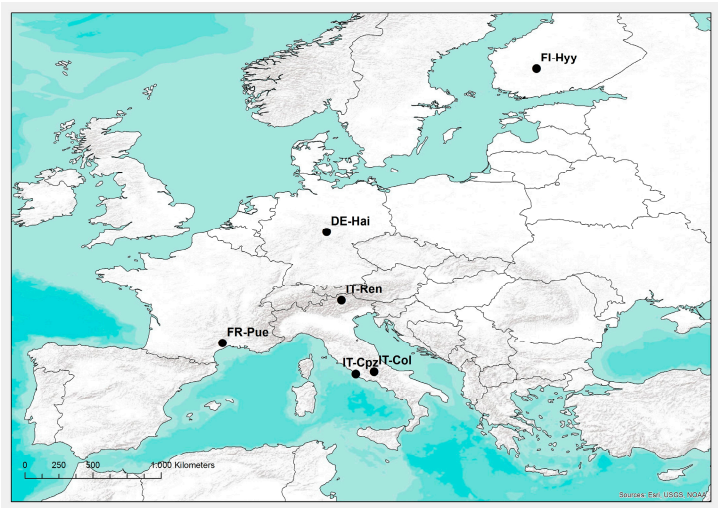 FI-Hyy
DE-Hai
IT-Ren
FR-Pue
IT-Cpz
IT-Col
0 250 500 1.000 Kilometers
Sources: Esri, USGS, NOAA